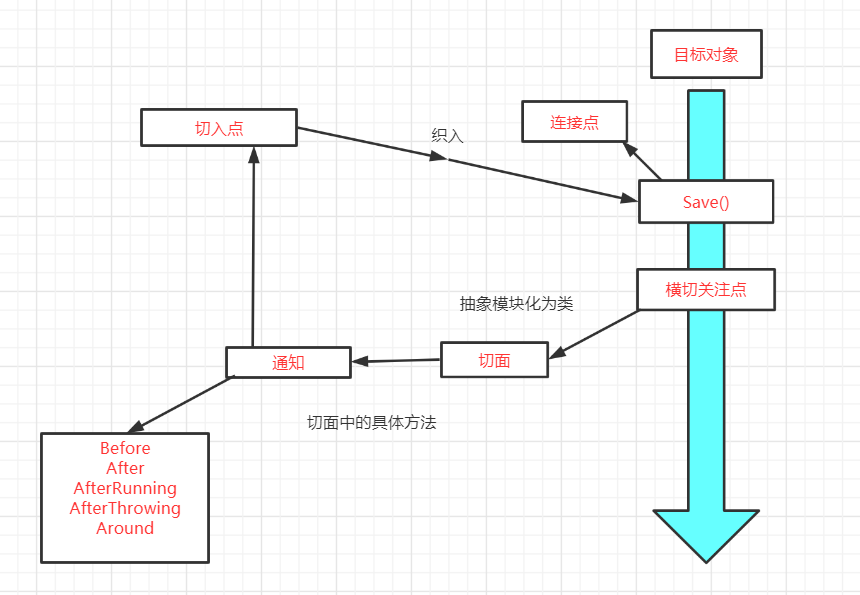 目标对象
连接点
切入点
织入
Save()
横切关注点
抽象模块化为类
切面
通知
切面中的具体方法
Before
After
AfterRunning
AfterThrowing
Around